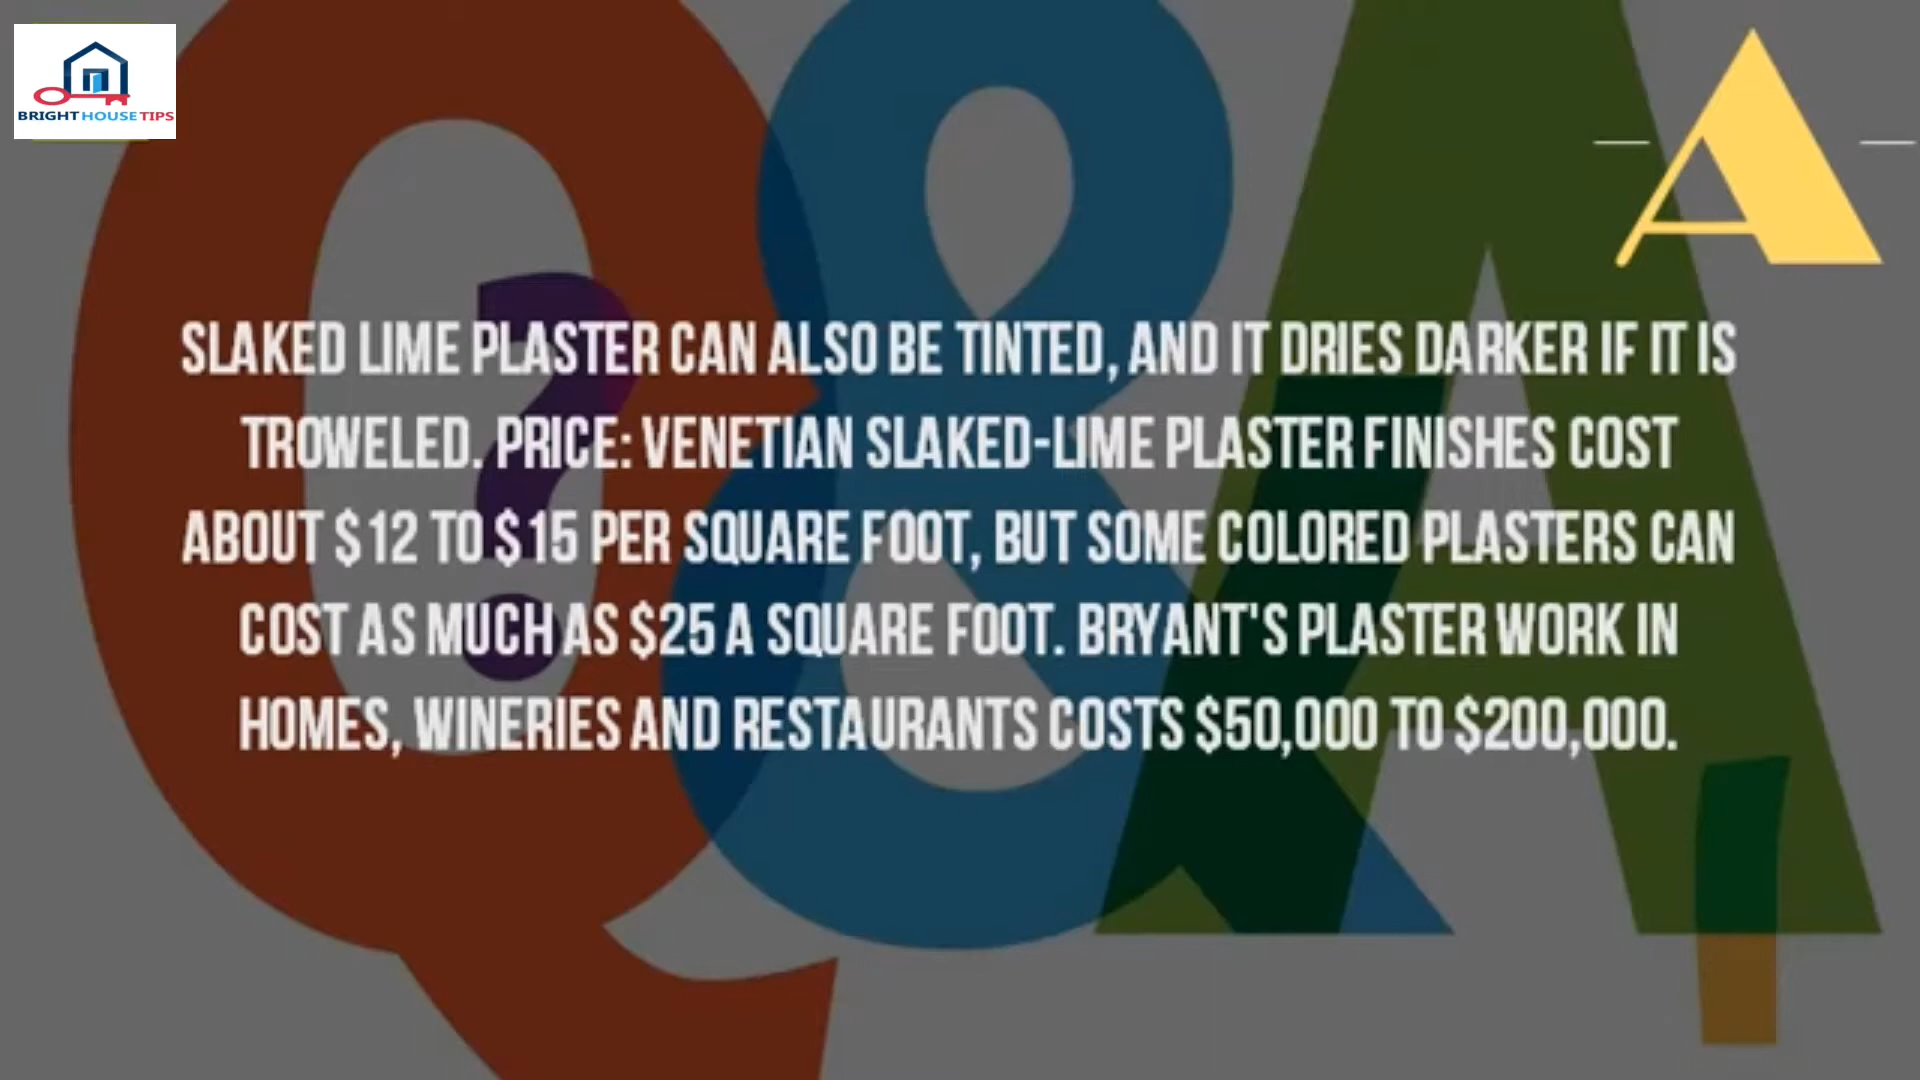 BRIGHT HOUSE TIPS
A
Q&A
?
SLAKED LIME PLASTER CAN ALSO BE TINTED, AND IT DRIES DARKER IF IT IS
TROWELED. PRICE: VENETIAN SLAKED-LIME PLASTER FINISHES COST
ABOUT $12 TO $15 PER SQUARE FOOT, BUT SOME COLORED PLASTERS CAN
COST AS MUCH AS $25 A SQUARE FOOT. BRYANT'S PLASTER WORK IN
HOMES, WINERIES AND RESTAURANTS COSTS $50,000 TO $200,000.